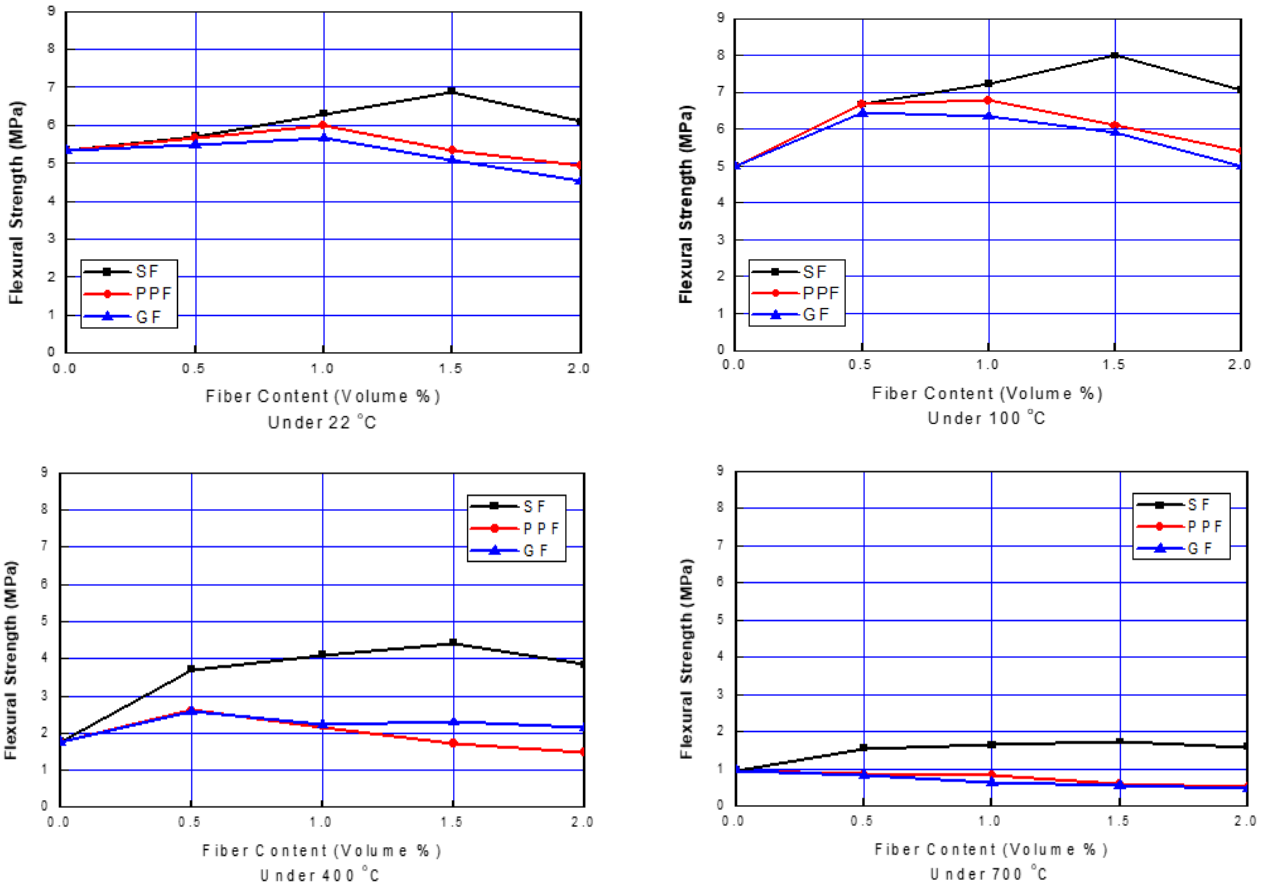 Flexural Strength (MPa)
9
8
7
6
5
4
3
2
1
0
SF
PPF
GF
0.0 0.5 1.0 1.5 2.0
Fiber Content (Volume %)
Under 22 °C
Flexural Strength (MPa)
9
8
7
6
5
4
3
2
1
0
SF
PPF
GF
0.0 0.5 1.0 1.5 2.0
Fiber Content (Volume %)
Under 100 °C
Flexural Strength (MPa)
9
8
7
6
5
4
3
2
1
0
SF
PPF
GF
0.0 0.5 1.0 1.5 2.0
Fiber Content (Volume %)
Under 400 °C
Flexural Strength (MPa)
9
8
7
6
5
4
3
2
1
0
SF
PPF
GF
0.0 0.5 1.0 1.5 2.0
Fiber Content (Volume %)
Under 700 °C